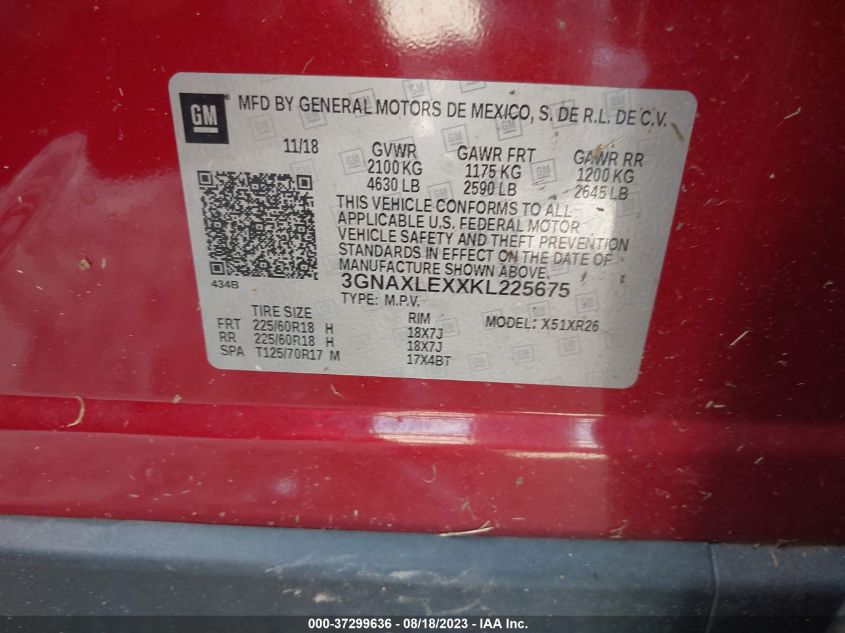 GM® MFD BY GENERAL MOTORS DE MEXICO, S. DE R.L. DE C.V.
11/18 GVWR GAWR FRT GAWR RR
2100 KG 1175 KG 1200 KG
4630 LB 2590 LB 2645 LB
THIS VEHICLE CONFORMS TO ALL
APPLICABLE U.S. FEDERAL MOTOR
VEHICLE SAFETY AND THEFT PREVENTION
STANDARDS IN EFFECT ON THE DATE OF
MANUFACTURE SHOWN ABOVE.
434B 3GNAXLEXXKL225675
TYPE: M.P.V.
TIRE SIZE RIM MODEL: X51XR26
FRT 225/60R18 H 18X7J
RR 225/60R18 H 18X7J
SPA T125/70R17 M 17X4BT
000-37299636 - 08/18/2023 - IAA Inc.